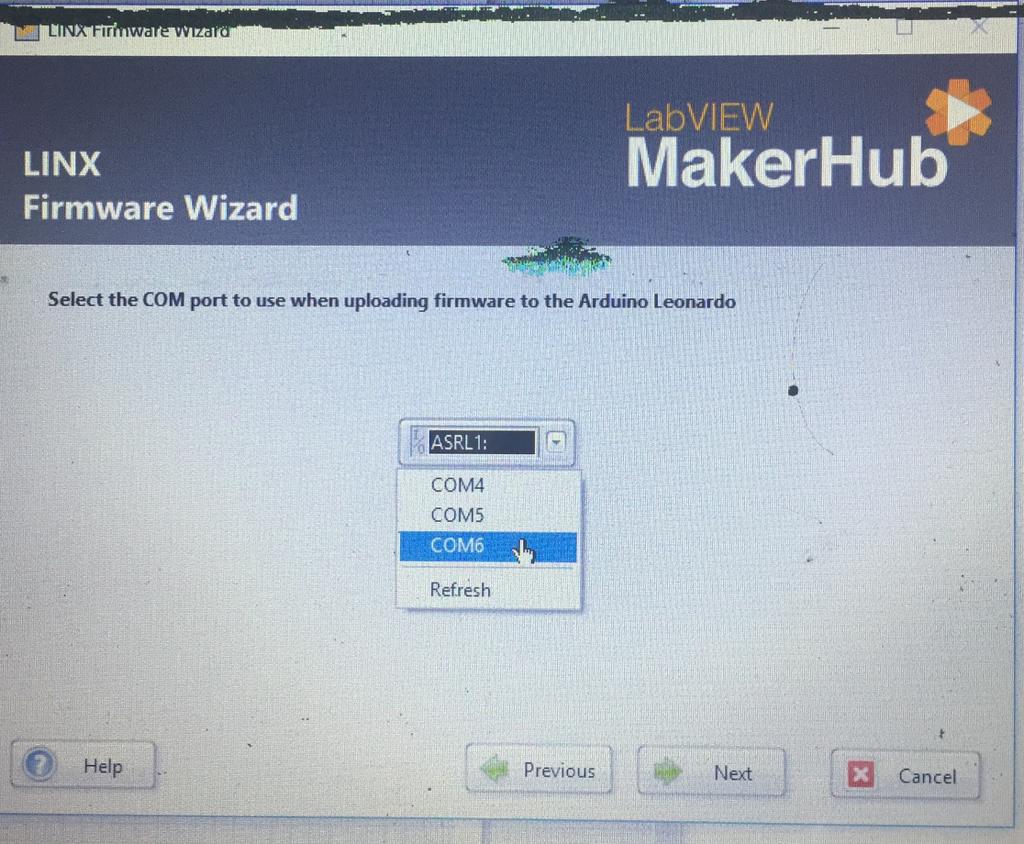 LINX Firmware Wizard
LabVIEW
MakerHub
LINX
Firmware Wizard
Select the COM port to use when uploading firmware to the Arduino Leonardo
I/O ASRL1:
COM4
COM5
COM6
Refresh
? Help
Previous
Next
Cancel